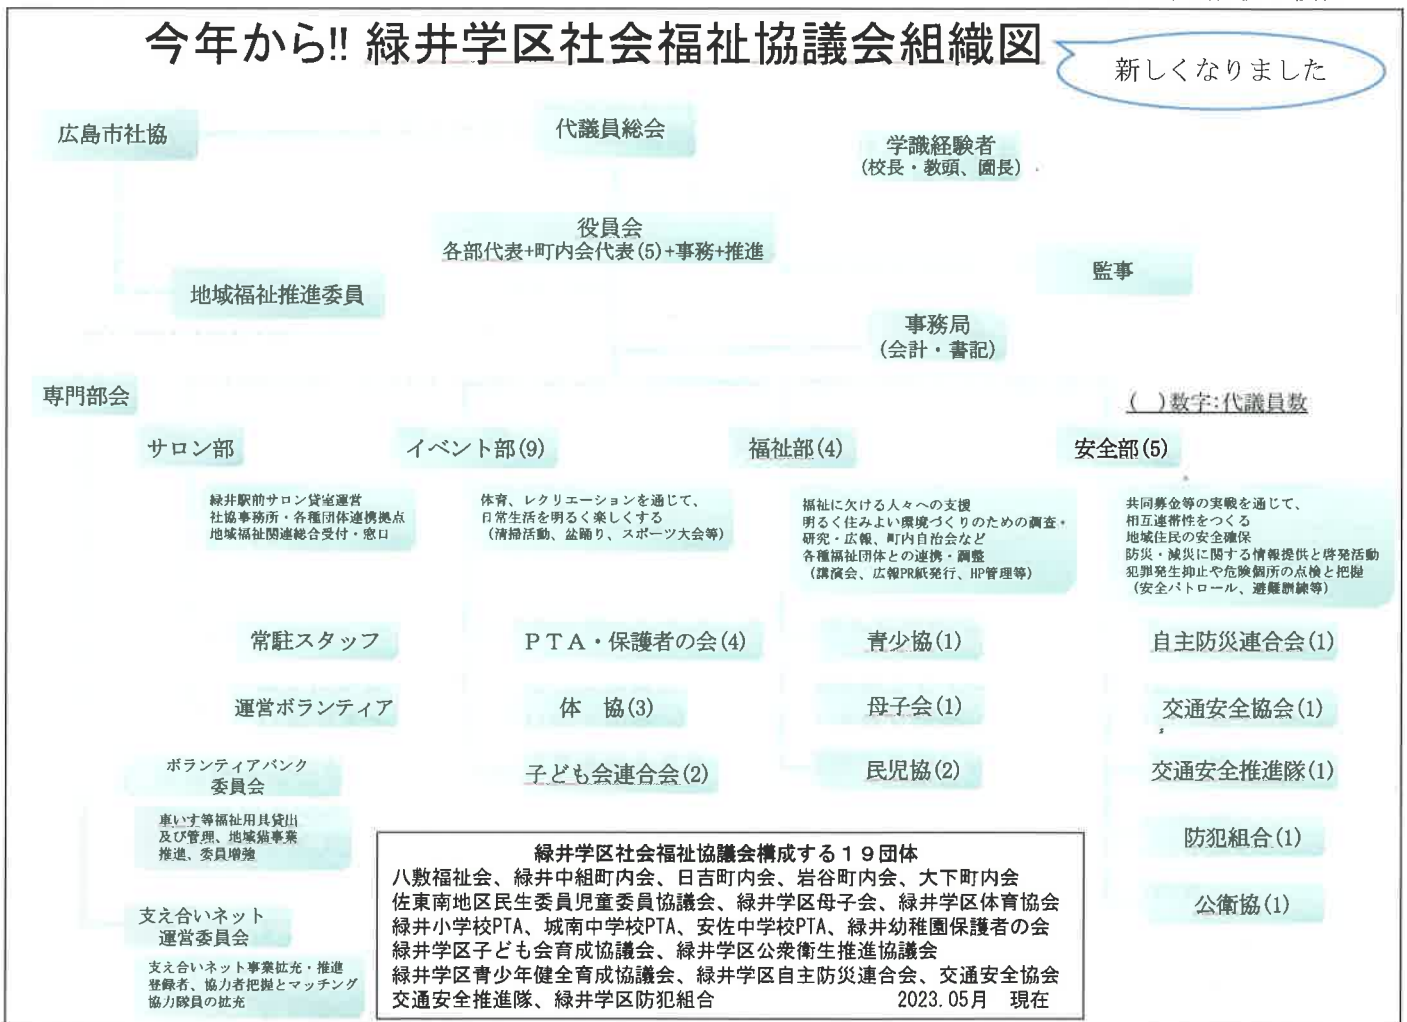 今年から!! 緑井学区社会福祉協議会組織図
新しくなりました
広島市社協
代議員総会
学識経験者
(校長・教頭、園長)
役員会
各部代表+町内会代表(5)+事務+推進
監事
地域福祉推進委員
事務局
(会計・書記)
専門部会
( )数字:代議員数
サロン部
イベント部(9)
福祉部(4)
安全部(5)
緑井駅前サロン貸室運営
社協事務所・各種団体連携拠点
地域福祉関連総合受付・窓口
体育、レクリエーションを通じて、
日常生活を明るく楽しくする
(清掃活動、盆踊り、スポーツ大会等)
福祉に欠ける人々への支援
明るく住みよい環境づくりのための調査・
研究・広報、町内自治会など
各種福祉団体との連携・調整
(講演会、広報PR紙発行、HP管理等)
共同募金等の実戦を通じて、
相互連帯性をつくる
地域住民の安全確保
防災・減災に関する情報提供と啓発活動
犯罪発生抑止や危険個所の点検と把握
(安全パトロール、避難訓練等)
常駐スタッフ
PTA・保護者の会(4)
青少協(1)
自主防災連合会(1)
運営ボランティア
体 協(3)
母子会(1)
交通安全協会(1)
ボランティアバンク
委員会
子ども会連合会(2)
民児協(2)
交通安全推進隊(1)
車いす等福祉用具貸出
及び管理、地域猫事業
推進、委員増強
防犯組合(1)
公衛協(1)
支え合いネット
運営委員会
支え合いネット事業拡充・推進
登録者、協力者把握とマッチング
協力隊員の拡充
緑井学区社会福祉協議会構成する19団体
八敷福祉会、緑井中組町内会、日吉町内会、岩谷町内会、大下町内会
佐東南地区民生委員児童委員協議会、緑井学区母子会、緑井学区体育協会
緑井小学校PTA、城南中学校PTA、安佐中学校PTA、緑井幼稚園保護者の会
緑井学区子ども会育成協議会、緑井学区公衆衛生推進協議会
緑井学区青少年健全育成協議会、緑井学区自主防災連合会、交通安全協会
交通安全推進隊、緑井学区防犯組合 2023.05月 現在